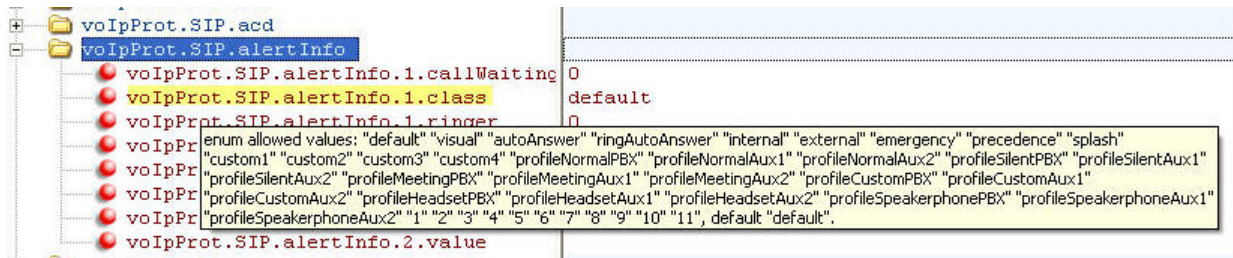 voIpProt.SIP.acd
voIpProt.SIP.alertInfo
voIpProt.SIP.alertInfo.1.callWaiting 0
voIpProt.SIP.alertInfo.1.class default
voIpProt.SIP.alertInfo.1.ringer 0
voIpPr
voIpPr
voIpPr
voIpPr
enum allowed values: "default" "visual" "autoAnswer" "ringAutoAnswer" "internal" "external" "emergency" "precedence" "splash"
"custom1" "custom2" "custom3" "custom4" "profileNormalPBX" "profileNormalAux1" "profileNormalAux2" "profileSilentPBX" "profileSilentAux1"
"profileSilentAux2" "profileMeetingPBX" "profileMeetingAux1" "profileMeetingAux2" "profileCustomPBX" "profileCustomAux1"
"profileCustomAux2" "profileHeadsetPBX" "profileHeadsetAux1" "profileHeadsetAux2" "profileSpeakerphonePBX" "profileSpeakerphoneAux1"
"profileSpeakerphoneAux2" "1" "2" "3" "4" "5" "6" "7" "8" "9" "10" "11", default "default".
voIpProt.SIP.alertInfo.2.value